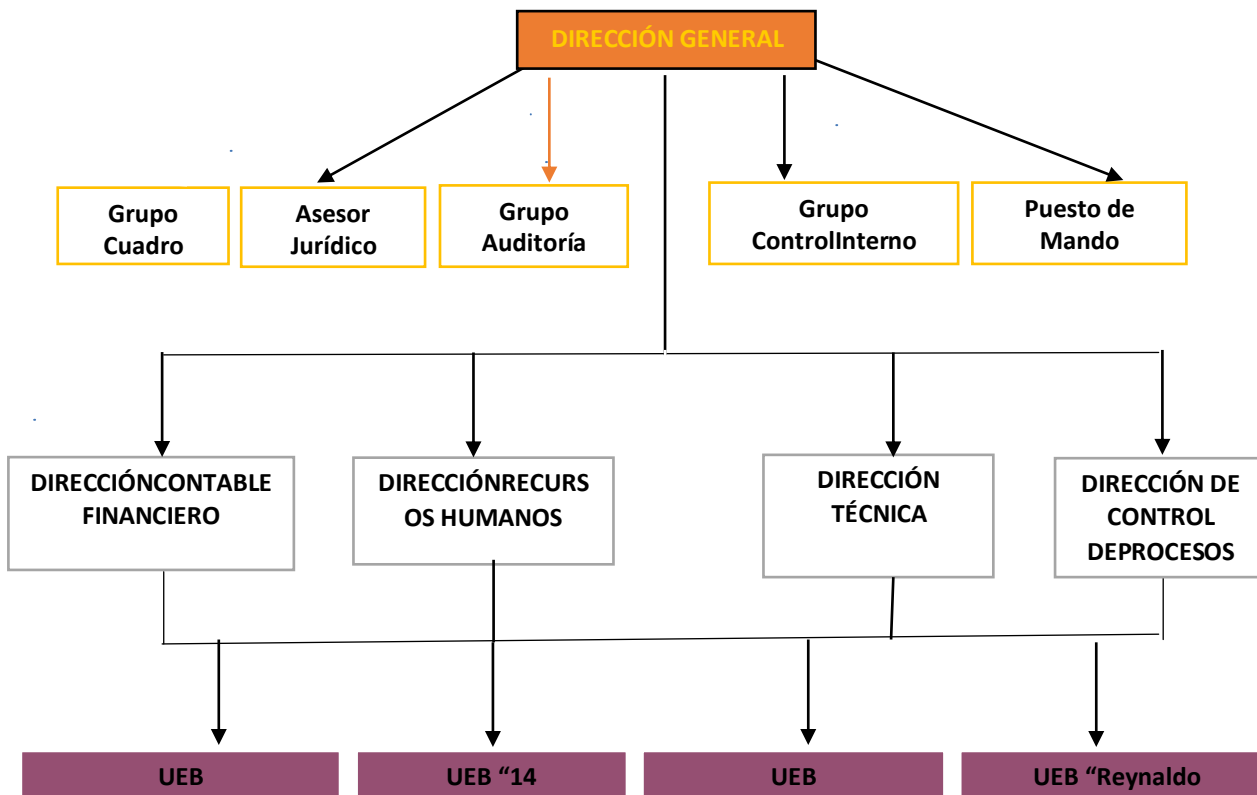 DIRECCIÓN GENERAL
Grupo
Cuadro
Asesor
Jurídico
Grupo
Auditoría
Grupo
ControlInterno
Puesto de
Mando
DIRECCIÓNCONTABLE
FINANCIERO
DIRECCIÓNRECURS
OS HUMANOS
DIRECCIÓN
TÉCNICA
DIRECCIÓN DE
CONTROL
DEPROCESOS
UEB
UEB “14
UEB
UEB “Reynaldo